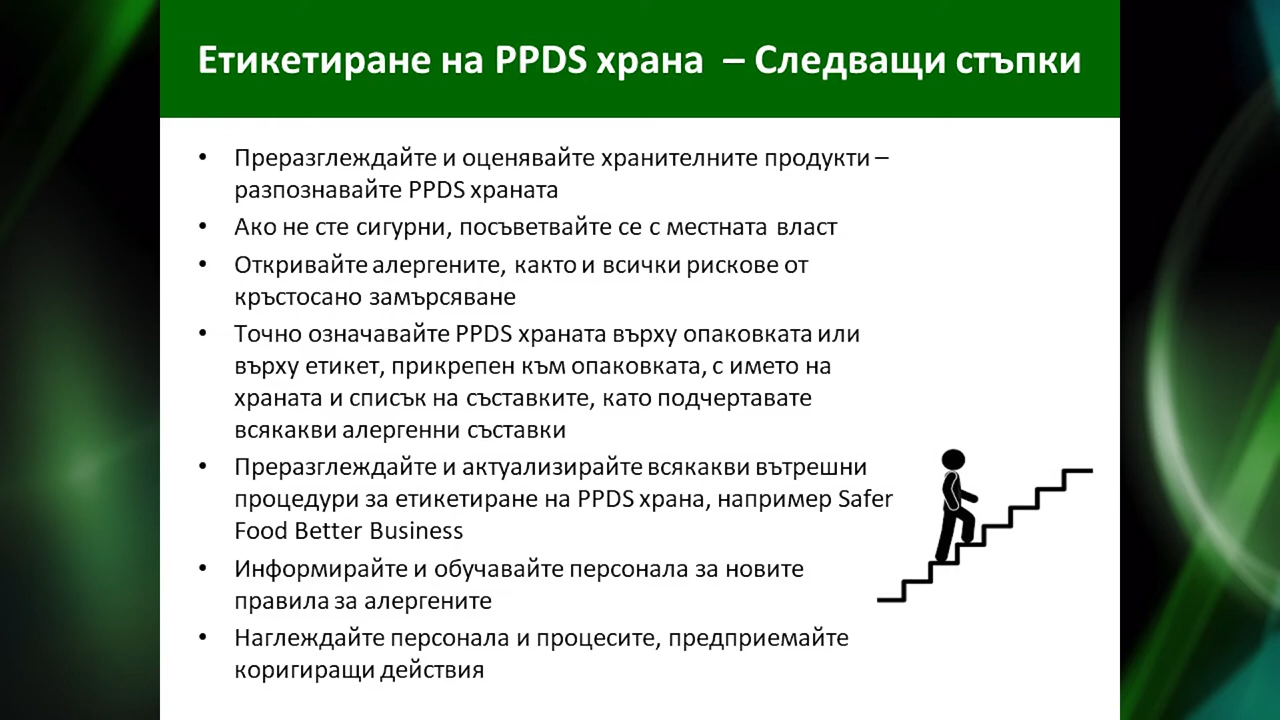 Етикетиране на PPDS храна – Следващи стъпки
• Преразглеждайте и оценявайте хранителните продукти –
разпознавайте PPDS храната
• Ако не сте сигурни, посъветвайте се с местната власт
• Откривайте алергените, както и всички рискове от
кръстосано замърсяване
• Точно означавайте PPDS храната върху опаковката или
върху етикет, прикрепен към опаковката, с името на
храната и списък на съставките, като подчертавате
всякакви алергенни съставки
• Преразглеждайте и актуализирайте всякакви вътрешни
процедури за етикетиране на PPDS храна, например Safer
Food Better Business
• Информирайте и обучавайте персонала за новите
правила за алергените
• Наглеждайте персонала и процесите, предприемайте
коригиращи действия